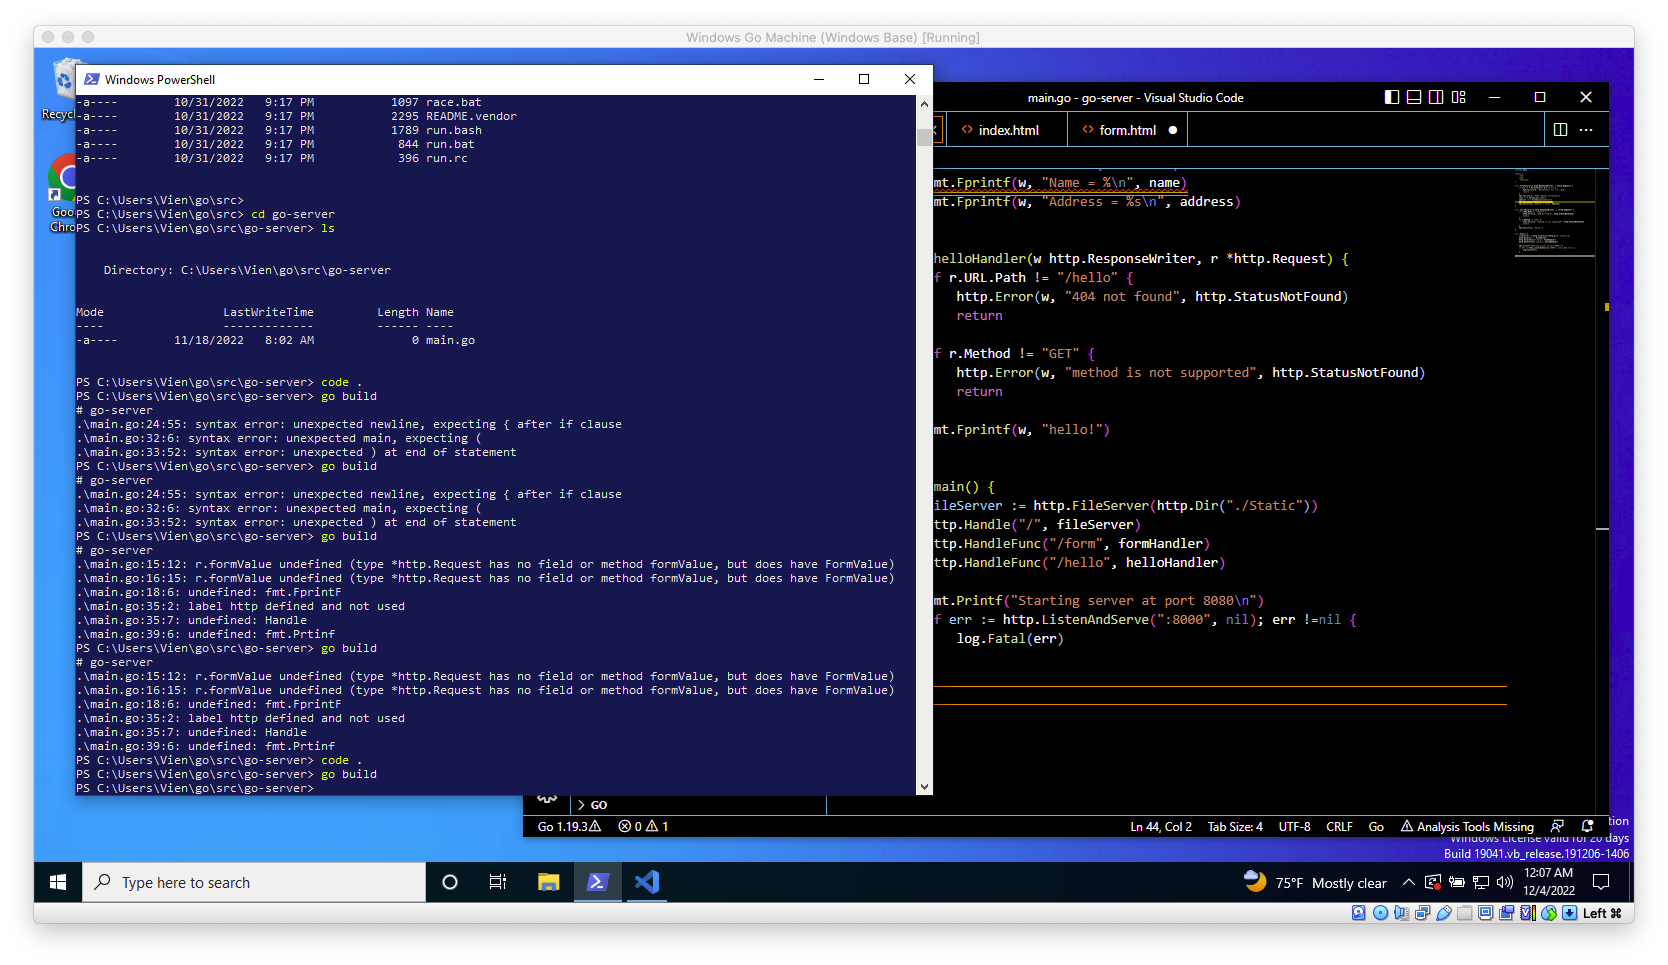 Windows Go Machine (Windows Base) [Running]
Recycl
Goo
Chro
Windows PowerShell
-a---- 10/31/2022 9:17 PM 1097 race.bat
-a---- 10/31/2022 9:17 PM 2295 README.vendor
-a---- 10/31/2022 9:17 PM 1789 run.bash
-a---- 10/31/2022 9:17 PM 844 run.bat
-a---- 10/31/2022 9:17 PM 396 run.rc
PS C:\Users\Vien\go\src>
PS C:\Users\Vien\go\src> cd go-server
PS C:\Users\Vien\go\src\go-server> ls
Directory: C:\Users\Vien\go\src\go-server
Mode LastWriteTime Length Name
---- ------------- ------ ----
-a---- 11/18/2022 8:02 AM 0 main.go
PS C:\Users\Vien\go\src\go-server> code .
PS C:\Users\Vien\go\src\go-server> go build
# go-server
.\main.go:24:55: syntax error: unexpected newline, expecting { after if clause
.\main.go:32:6: syntax error: unexpected main, expecting (
.\main.go:33:52: syntax error: unexpected ) at end of statement
PS C:\Users\Vien\go\src\go-server> go build
# go-server
.\main.go:24:55: syntax error: unexpected newline, expecting { after if clause
.\main.go:32:6: syntax error: unexpected main, expecting (
.\main.go:33:52: syntax error: unexpected ) at end of statement
PS C:\Users\Vien\go\src\go-server> go build
# go-server
.\main.go:15:12: r.formValue undefined (type *http.Request has no field or method formValue, but does have FormValue)
.\main.go:16:15: r.formValue undefined (type *http.Request has no field or method formValue, but does have FormValue)
.\main.go:18:6: undefined: fmt.FprintF
.\main.go:35:2: label http defined and not used
.\main.go:35:7: undefined: Handle
.\main.go:39:6: undefined: fmt.Prtinf
PS C:\Users\Vien\go\src\go-server> go build
# go-server
.\main.go:15:12: r.formValue undefined (type *http.Request has no field or method formValue, but does have FormValue)
.\main.go:16:15: r.formValue undefined (type *http.Request has no field or method formValue, but does have FormValue)
.\main.go:18:6: undefined: fmt.FprintF
.\main.go:35:2: label http defined and not used
.\main.go:35:7: undefined: Handle
.\main.go:39:6: undefined: fmt.Prtinf
PS C:\Users\Vien\go\src\go-server> code .
PS C:\Users\Vien\go\src\go-server> go build
PS C:\Users\Vien\go\src\go-server>
main.go - go-server - Visual Studio Code
<> index.html
<> form.html
mt.Fprintf(w, "Name = %\n", name)
mt.Fprintf(w, "Address = %s\n", address)
helloHandler(w http.ResponseWriter, r *http.Request) {
f r.URL.Path != "/hello" {
http.Error(w, "404 not found", http.StatusNotFound)
return
f r.Method != "GET" {
http.Error(w, "method is not supported", http.StatusNotFound)
return
mt.Fprintf(w, "hello!")
main() {
ileServer := http.FileServer(http.Dir("./Static"))
ttp.Handle("/", fileServer)
ttp.HandleFunc("/form", formHandler)
ttp.HandleFunc("/hello", helloHandler)
mt.Printf("Starting server at port 8080\n")
f err := http.ListenAndServe(":8000", nil); err !=nil {
log.Fatal(err)
> GO
Go 1.19.3 0 1
Ln 44, Col 2 Tab Size: 4 UTF-8 CRLF Go Analysis Tools Missing
tion
Windows License valid for 20 days
Build 19041.vb_release.191206-1406
Type here to search
75°F Mostly clear
12:07 AM
12/4/2022
Left ⌘